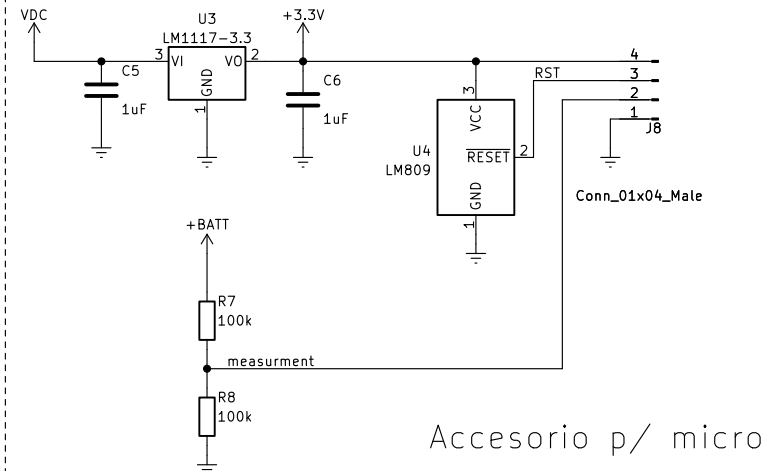 VDC
U3
LM1117-3.3
+3.3V
3 VI VO 2
GND
1
C5
1uF
C6
1uF
4
RST 3
2
1
J8
Conn_01x04_Male
3
VCC
U4
LM809
RESET 2
GND
1
+BATT
R7
100k
measurment
R8
100k
Accesorio p/ micro